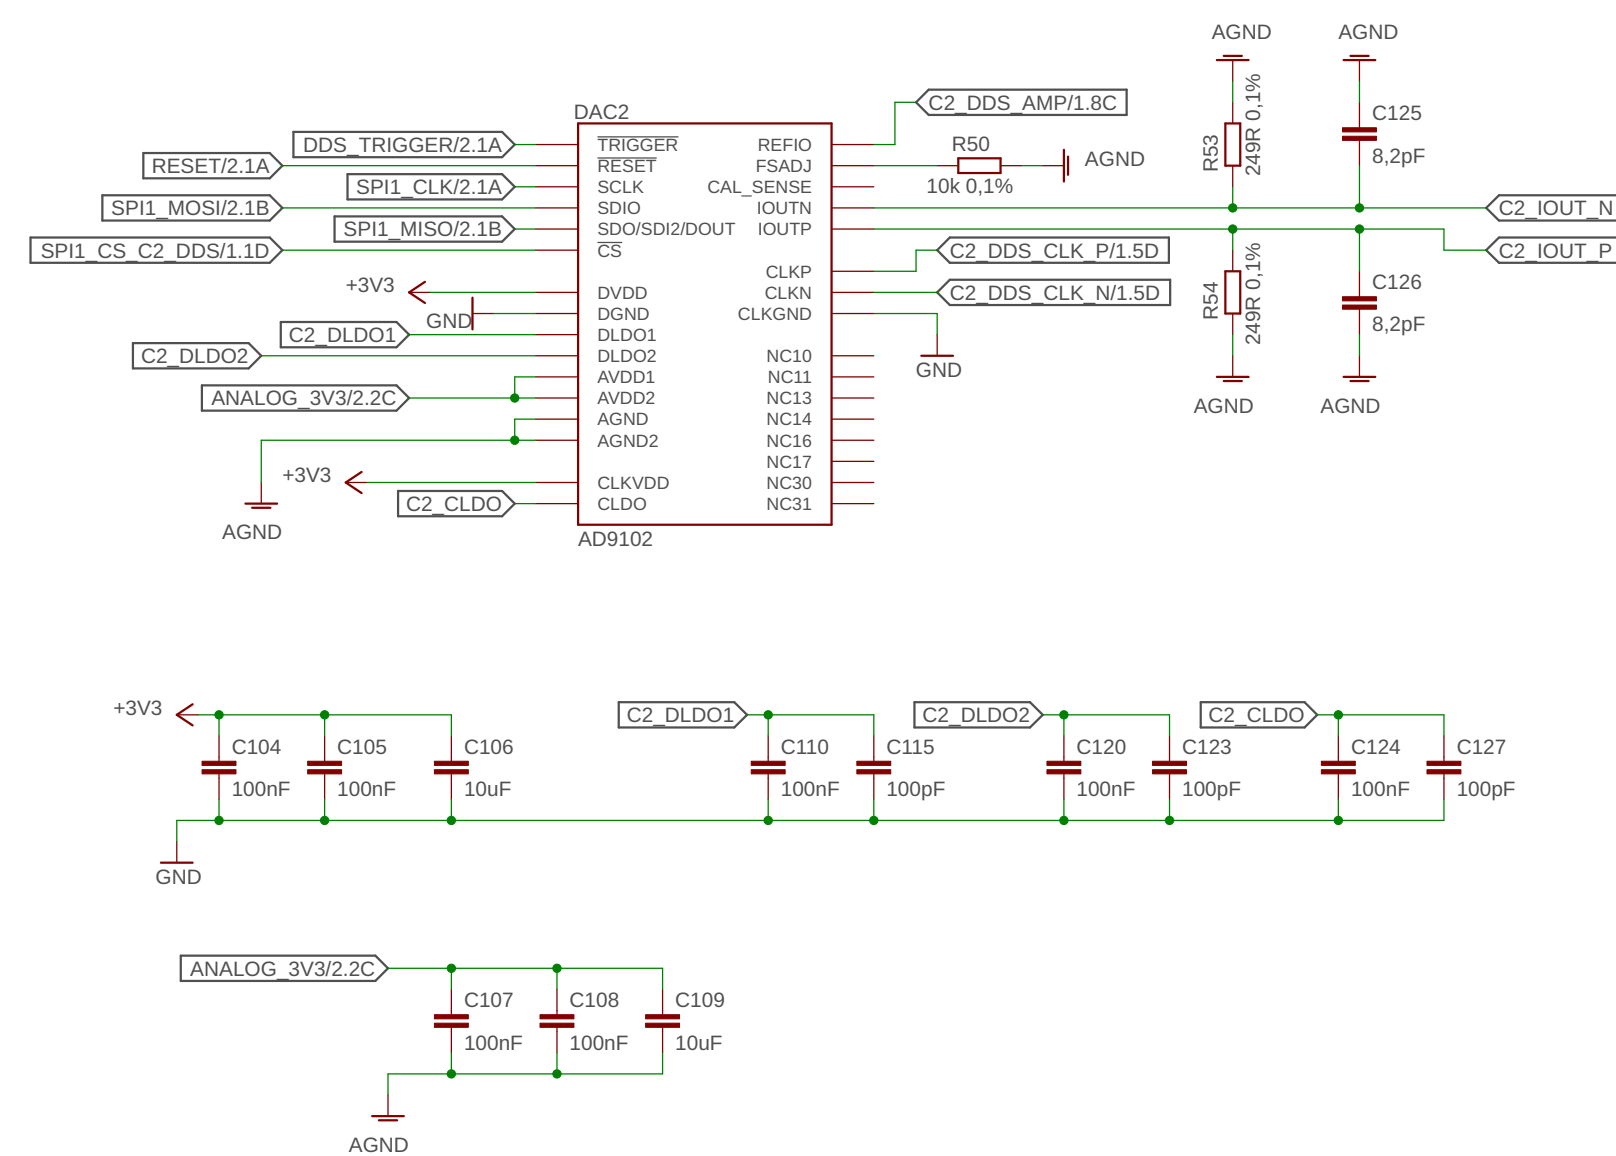 AGND
AGND
DAC2
C2_DDS_AMP/1.8C
DDS_TRIGGER/2.1A
RESET/2.1A
SPI1_CLK/2.1A
SPI1_MOSI/2.1B
SPI1_MISO/2.1B
SPI1_CS_C2_DDS/1.1D
+3V3
GND
C2_DLDO1
C2_DLDO2
ANALOG_3V3/2.2C
+3V3
C2_CLDO
AGND
TRIGGER
RESET
SCLK
SDIO
SDO/SDI2/DOUT
CS
DVDD
DGND
DLDO1
DLDO2
AVDD1
AVDD2
AGND
AGND2
CLKVDD
CLDO
REFIO
FSADJ
CAL_SENSE
IOUTN
IOUTP
CLKP
CLKN
CLKGND
NC10
NC11
NC13
NC14
NC16
NC17
NC30
NC31
AD9102
R50
10k 0,1%
AGND
C2_DDS_CLK_P/1.5D
C2_DDS_CLK_N/1.5D
GND
R53
249R 0,1%
C125
8,2pF
C2_IOUT_N
C2_IOUT_P
R54
249R 0,1%
C126
8,2pF
AGND
AGND
+3V3
C104
100nF
C105
100nF
C106
10uF
GND
C2_DLDO1
C110
100nF
C115
100pF
C2_DLDO2
C120
100nF
C123
100pF
C2_CLDO
C124
100nF
C127
100pF
ANALOG_3V3/2.2C
C107
100nF
C108
100nF
C109
10uF
AGND